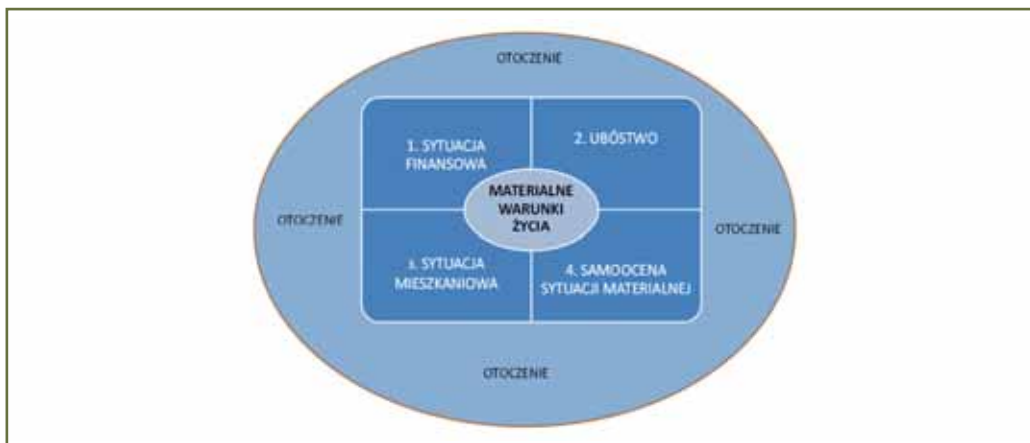 OTOCZENIE
1. SYTUACJA
FINANSOWA
2. UBÓSTWO
MATERIALNE
WARUNKI
ŻYCIA
OTOCZENIE
OTOCZENIE
3. SYTUACJA
MIESZKANIOWA
4. SAMOOCENA
SYTUACJI MATERIALNEJ
OTOCZENIE